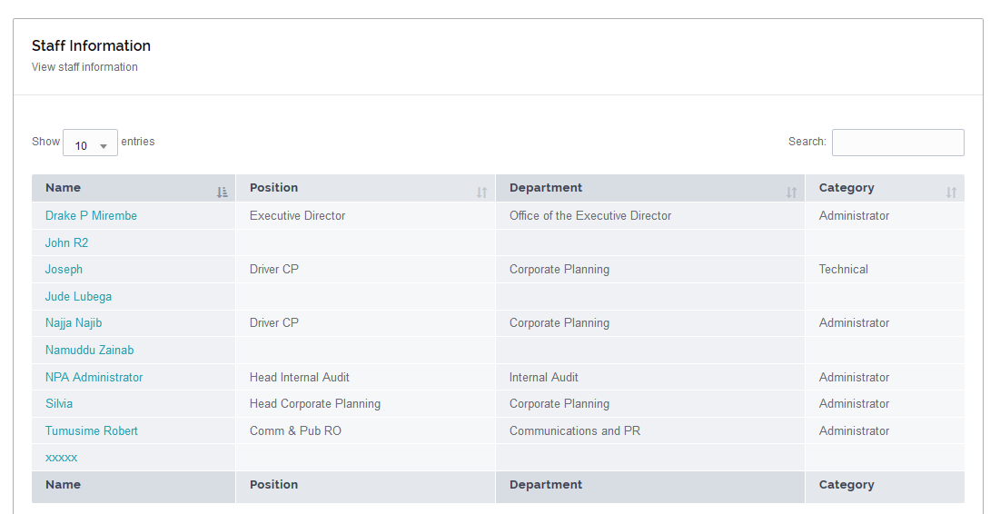 Staff Information
View staff information
Show 10 entries Search:
Name Position Department Category
Drake P Mirembe Executive Director Office of the Executive Director Administrator
John R2
Joseph Driver CP Corporate Planning Technical
Jude Lubega
Najja Najib Driver CP Corporate Planning Administrator
Namuddu Zainab
NPA Administrator Head Internal Audit Internal Audit Administrator
Silvia Head Corporate Planning Corporate Planning Administrator
Tumusime Robert Comm & Pub RO Communications and PR Administrator
xxxxx
Name Position Department Category